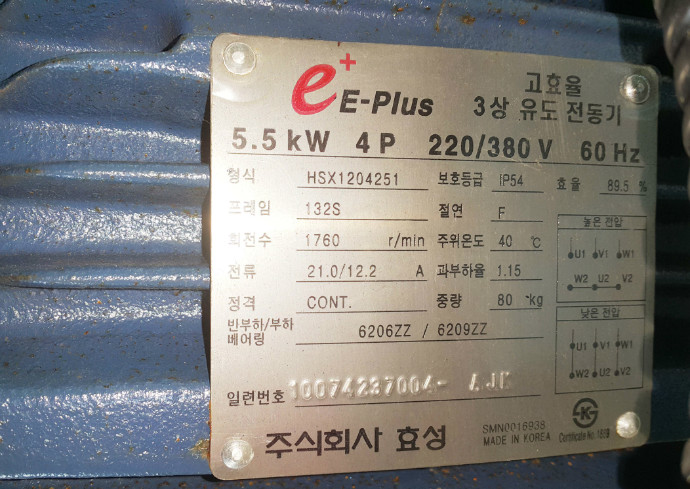 e+ E-Plus
고효율
3상 유도 전동기
5.5 kW 4 P 220/380 V 60 Hz
형식 HSX1204251 보호등급 IP54 효율 89.5 %
프레임 132S 절연 F
회전수 1760 r/min 주위온도 40 ℃
전류 21.0/12.2 A 과부하율 1.15
정격 CONT. 중량 80 kg
빈부하/부하
베어링 6206ZZ / 6209ZZ
높은 전압
U1 V1 W1
W2 U2 V2
낮은 전압
U1 V1 W1
W2 U2 V2
일련번호 10074237004-
주식회사 효성
SMN0016938
MADE IN KOREA
K
Certificate No.